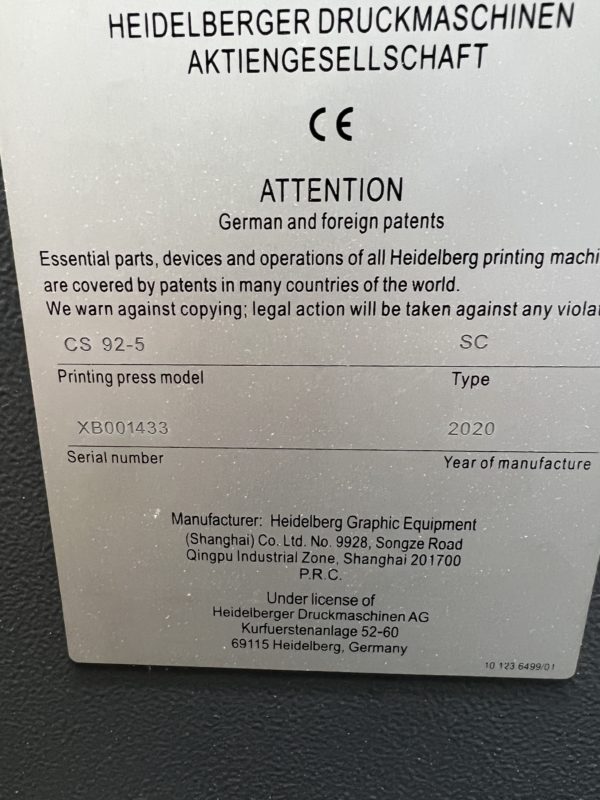 HEIDELBERGER DRUCKMASCHINEN
AKTIENGESELLSCHAFT
CE
ATTENTION
German and foreign patents
Essential parts, devices and operations of all Heidelberg printing machi
are covered by patents in many countries of the world.
We warn against copying; legal action will be taken against any violat
CS 92-5 SC
Printing press model Type
XB001433 2020
Serial number Year of manufacture
Manufacturer: Heidelberg Graphic Equipment
(Shanghai) Co. Ltd. No. 9928, Songze Road
Qingpu Industrial Zone, Shanghai 201700
P.R.C.
Under license of
Heidelberger Druckmaschinen AG
Kurfuerstenanlage 52-60
69115 Heidelberg, Germany
10 123 6499/01